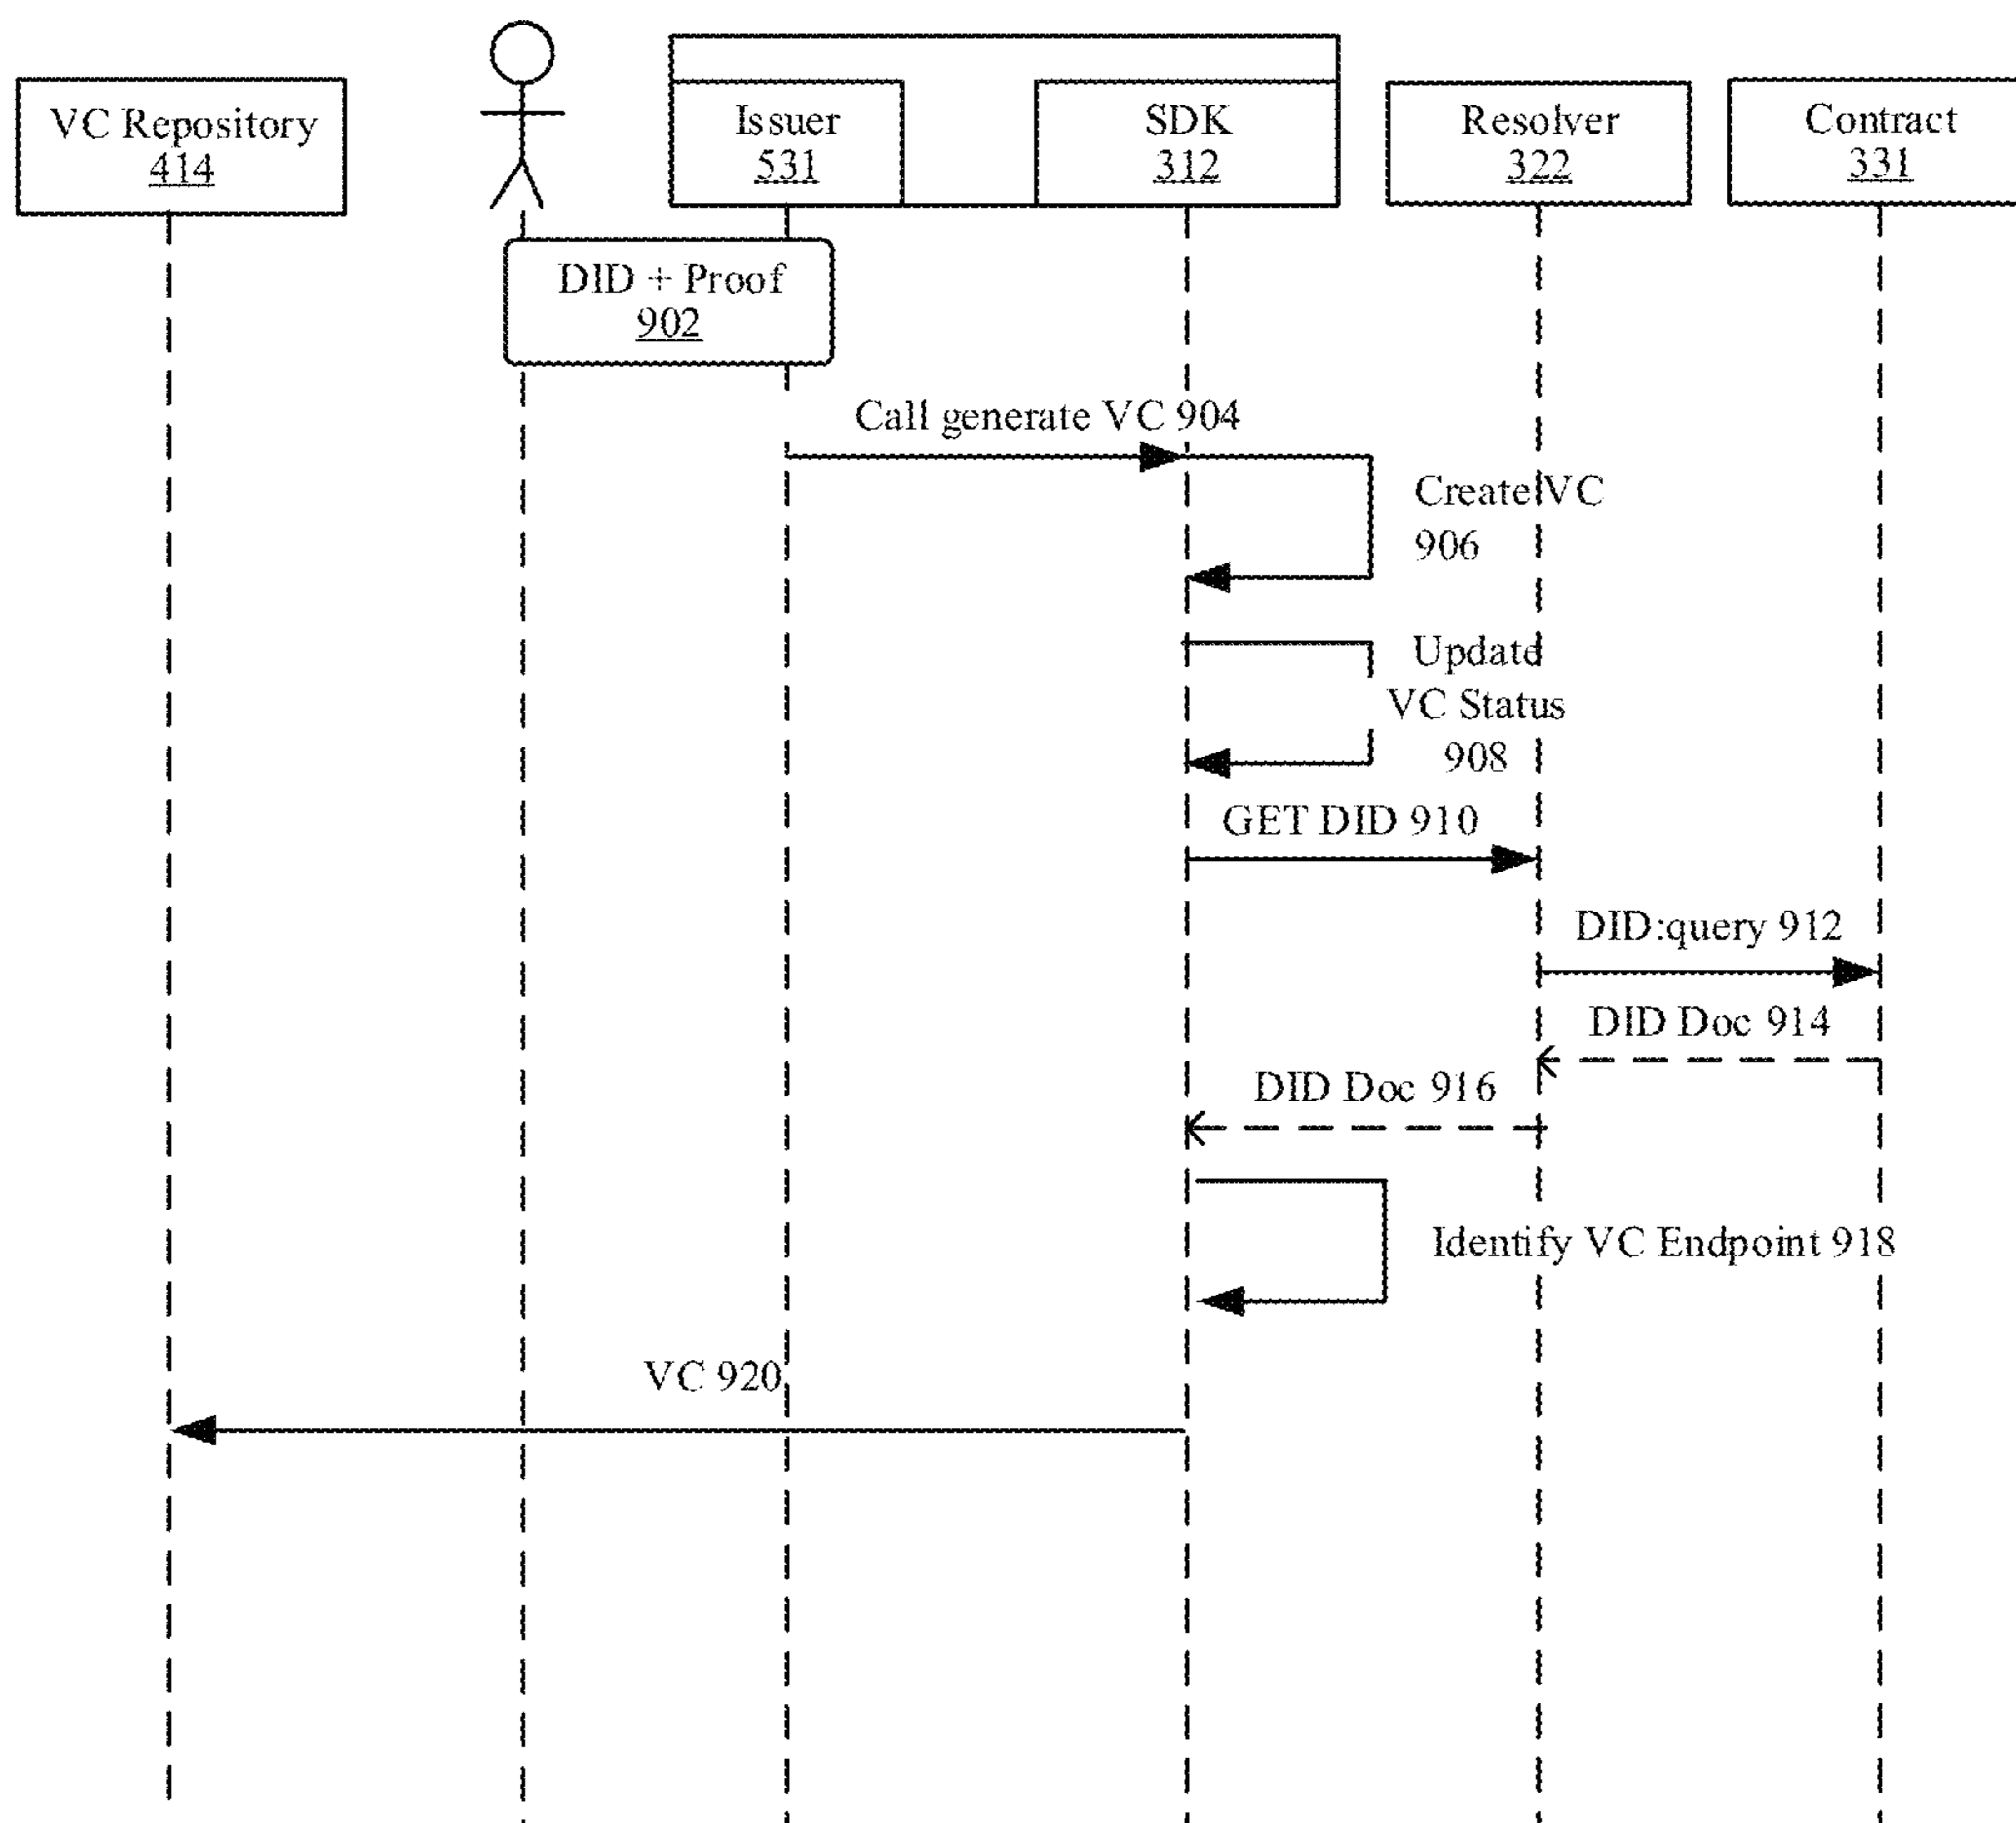 VC Repository
414
Issuer
531
SDK
312
Resolver
322
Contract
331
DID + Proof
902
Call generate VC 904
Create VC
906
Update
VC Status
908
GET DID 910
DID:query 912
DID Doc 914
DID Doc 916
Identify VC Endpoint 918
VC 920